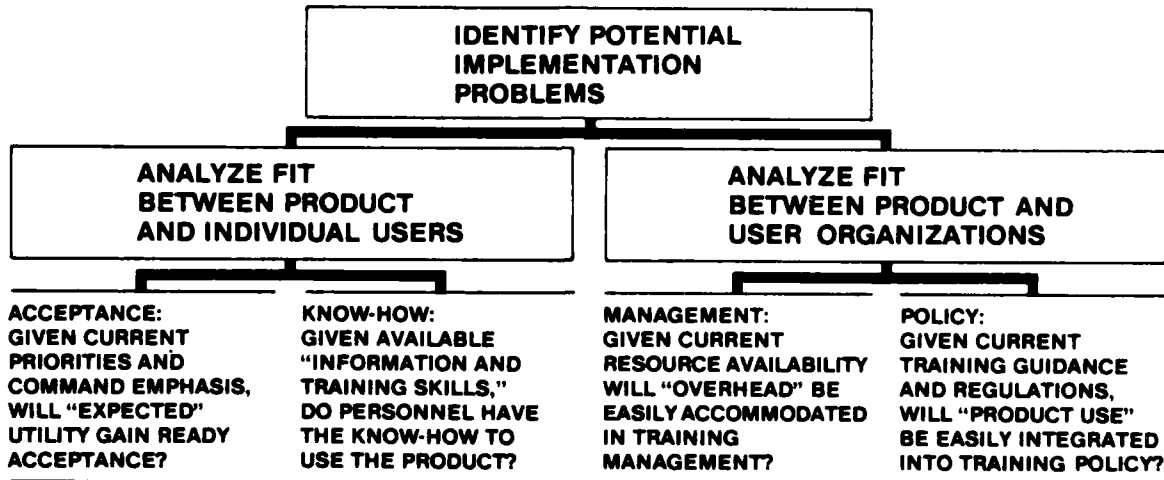 IDENTIFY POTENTIAL
IMPLEMENTATION
PROBLEMS
ANALYZE FIT
BETWEEN PRODUCT
AND INDIVIDUAL USERS
ANALYZE FIT
BETWEEN PRODUCT AND
USER ORGANIZATIONS
ACCEPTANCE:
GIVEN CURRENT
PRIORITIES AND
COMMAND EMPHASIS,
WILL “EXPECTED”
UTILITY GAIN READY
ACCEPTANCE?
KNOW-HOW:
GIVEN AVAILABLE
“INFORMATION AND
TRAINING SKILLS,”
DO PERSONNEL HAVE
THE KNOW-HOW TO
USE THE PRODUCT?
MANAGEMENT:
GIVEN CURRENT
RESOURCE AVAILABILITY
WILL “OVERHEAD” BE
EASILY ACCOMMODATED
IN TRAINING
MANAGEMENT?
POLICY:
GIVEN CURRENT
TRAINING GUIDANCE
AND REGULATIONS,
WILL “PRODUCT USE”
BE EASILY INTEGRATED
INTO TRAINING POLICY?